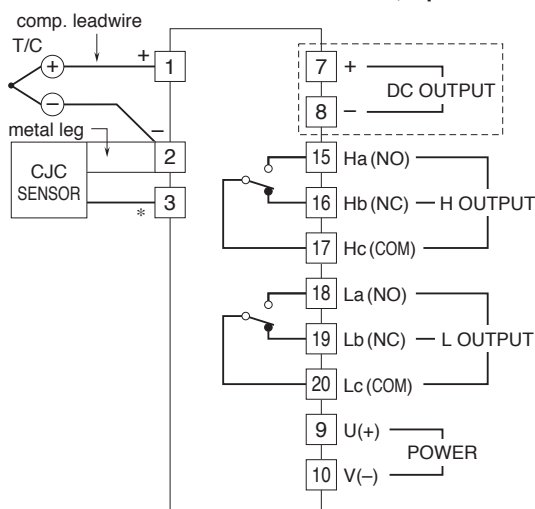 comp. leadwire
T/C
+
+
1
−
−
metal leg
2
CJC
SENSOR
3
*
7 +
DC OUTPUT
8 −
15 Ha (NO)
16 Hb (NC) H OUTPUT
17 Hc (COM)
18 La (NO)
19 Lb (NC) L OUTPUT
20 Lc (COM)
9 U(+)
POWER
10 V(–)